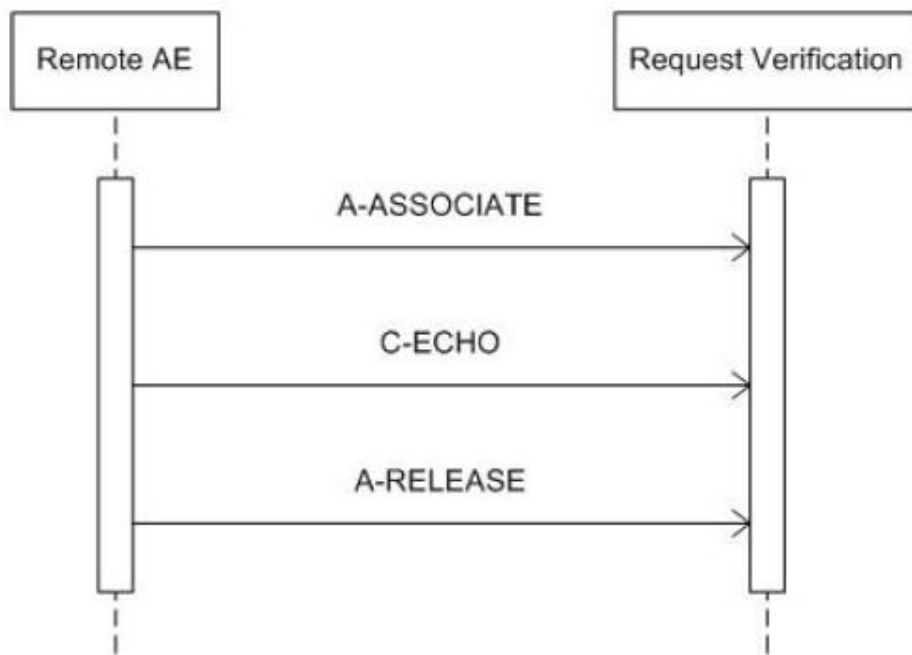 Remote AE
Request Verification
A-ASSOCIATE
C-ECHO
A-RELEASE